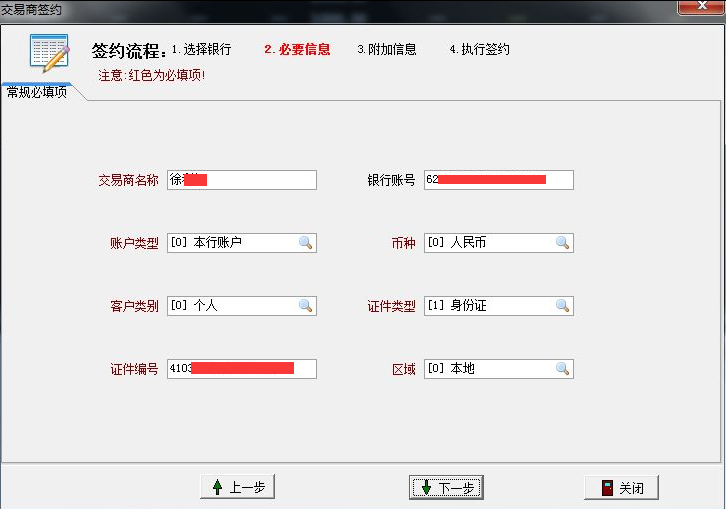 交易商签约
签约流程: 1.选择银行 2.必要信息 3.附加信息 4.执行签约
注意:红色为必填项!
常规必填项
交易商名称 徐 银行账号 62
账户类型 [0] 本行账户 币种 [0] 人民币
客户类别 [0] 个人 证件类型 [1] 身份证
证件编号 4103 区域 [0] 本地
上一步 下一步 关闭